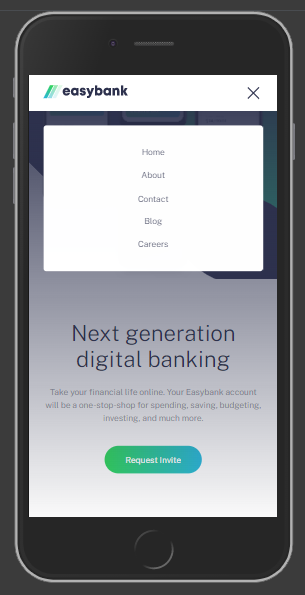 easybank
Home
About
Contact
Blog
Careers
Next generation
digital banking
Take your financial life online. Your Easybank account
will be a one-stop-shop for spending, saving, budgeting,
investing, and much more.
Request Invite